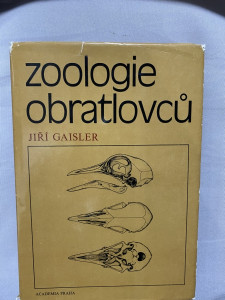 zoologie
obratlovců
JIŘÍ GAISLER
ACADEMIA PRAHA